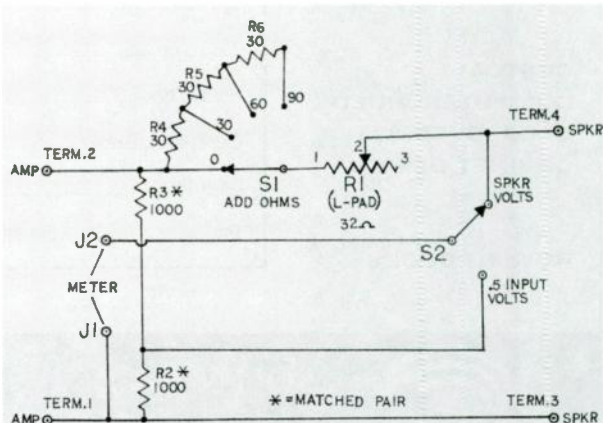 R6
30
R5
30
R4
30
30
60
90
0
TERM.2
AMP
S1
ADD OHMS
1
2
3
R1
(L-PAD)
32Ω
TERM.4
SPKR
SPKR
VOLTS
S2
.5 INPUT
VOLTS
R3*
1000
J2
METER
J1
R2*
1000
*=MATCHED PAIR
TERM.1
AMP
TERM.3
SPKR